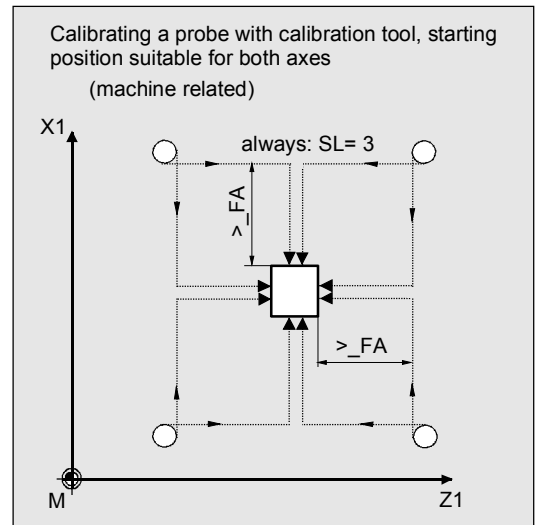 Calibrating a probe with calibration tool, starting
position suitable for both axes
(machine related)
X1
always: SL= 3
>_FA
>_FA
M
Z1